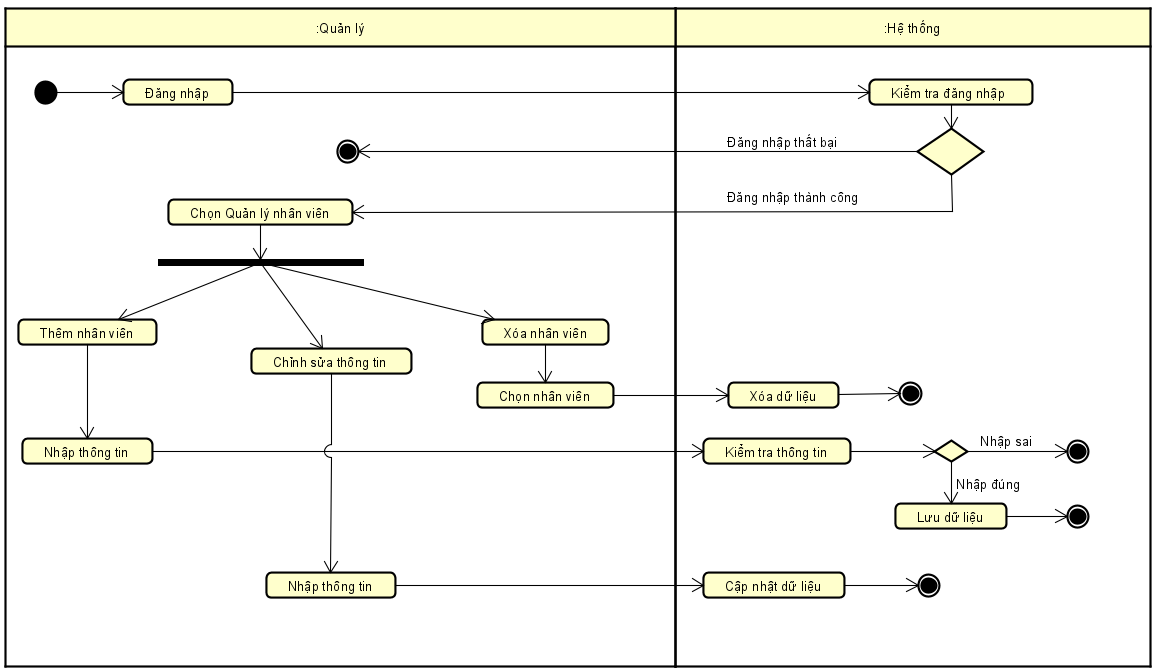 :Quản lý
:Hệ thống
Đăng nhập
Kiểm tra đăng nhập
Đăng nhập thất bại
Đăng nhập thành công
Chọn Quản lý nhân viên
Thêm nhân viên
Xóa nhân viên
Chỉnh sửa thông tin
Chọn nhân viên
Xóa dữ liệu
Nhập thông tin
Kiểm tra thông tin
Nhập sai
Nhập đúng
Lưu dữ liệu
Nhập thông tin
Cập nhật dữ liệu